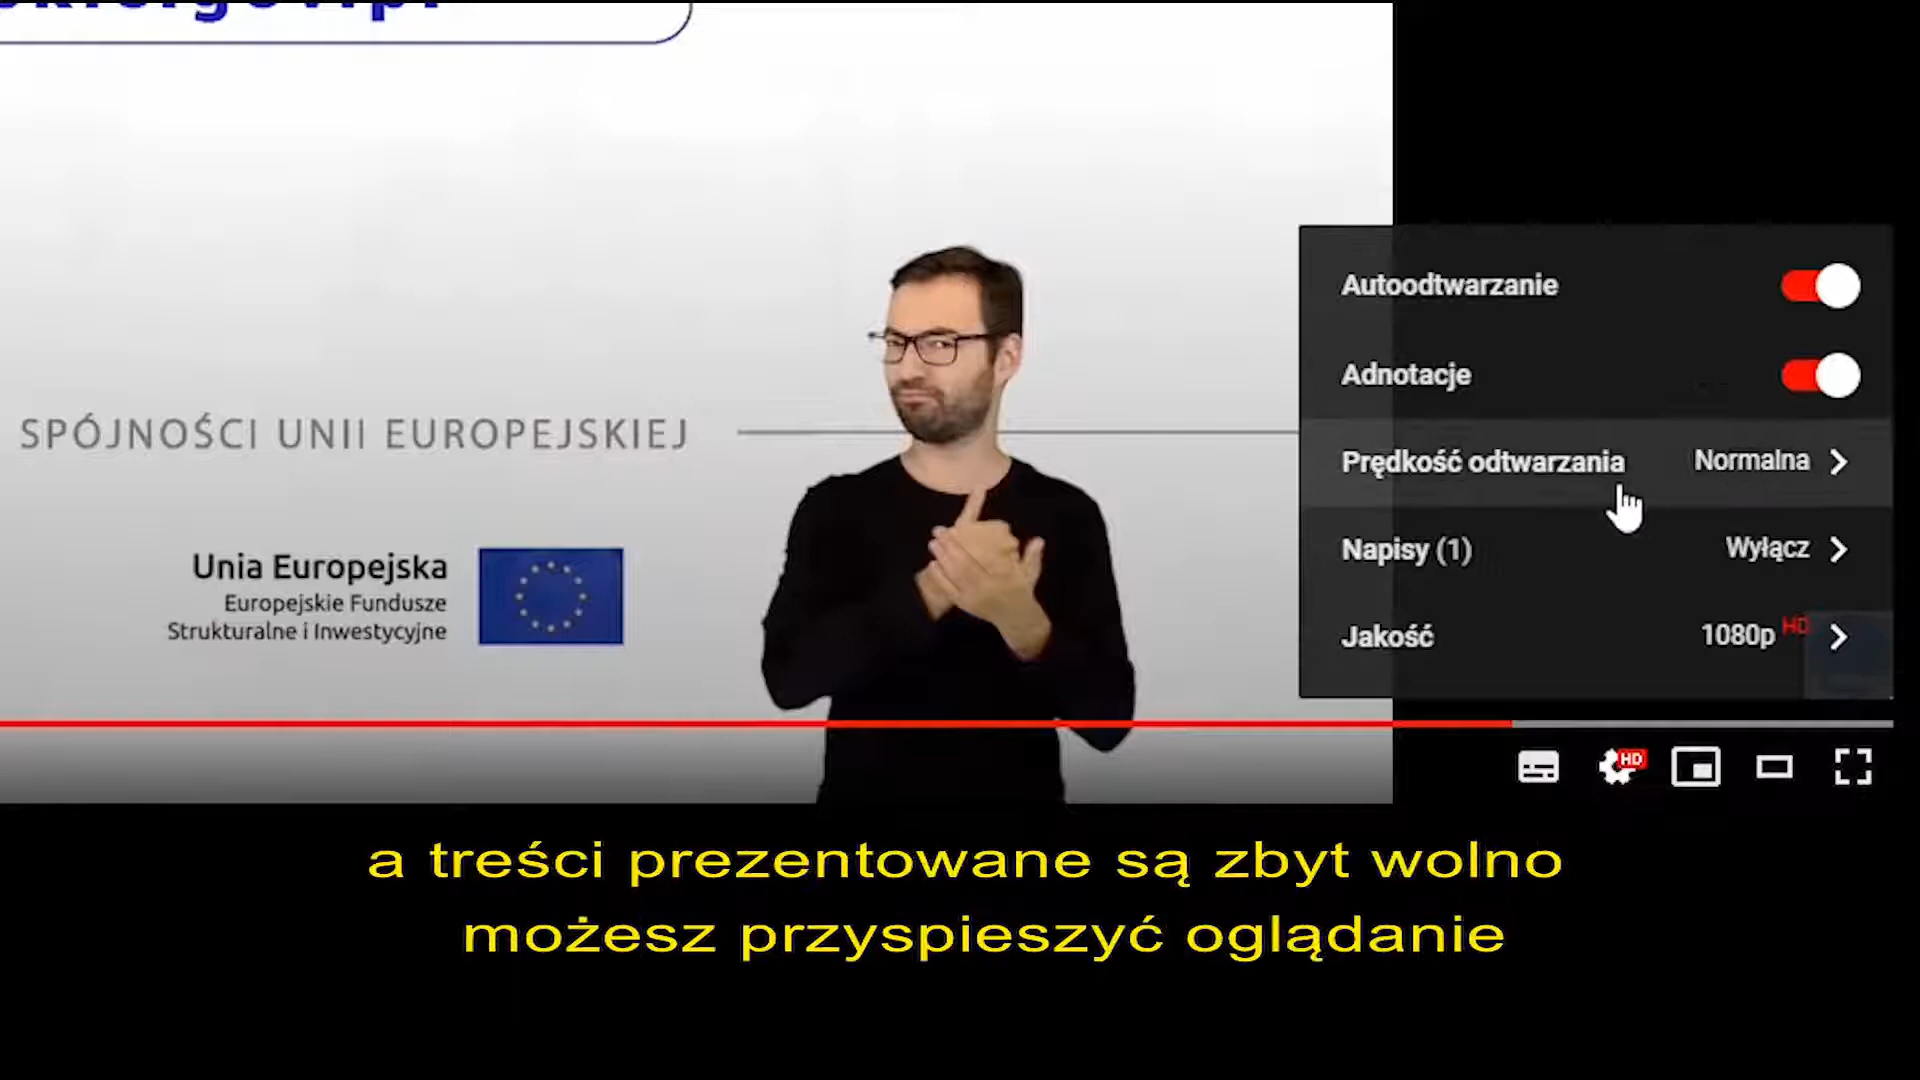 SPÓJNOŚCI UNII EUROPEJSKIEJ
Unia Europejska
Europejskie Fundusze
Strukturalne i Inwestycyjne
Autoodtwarzanie
Adnotacje
Prędkość odtwarzania Normalna
Napisy (1) Wyłącz
Jakość 1080p HD
HD
a treści prezentowane są zbyt wolno
możesz przyspieszyć oglądanie